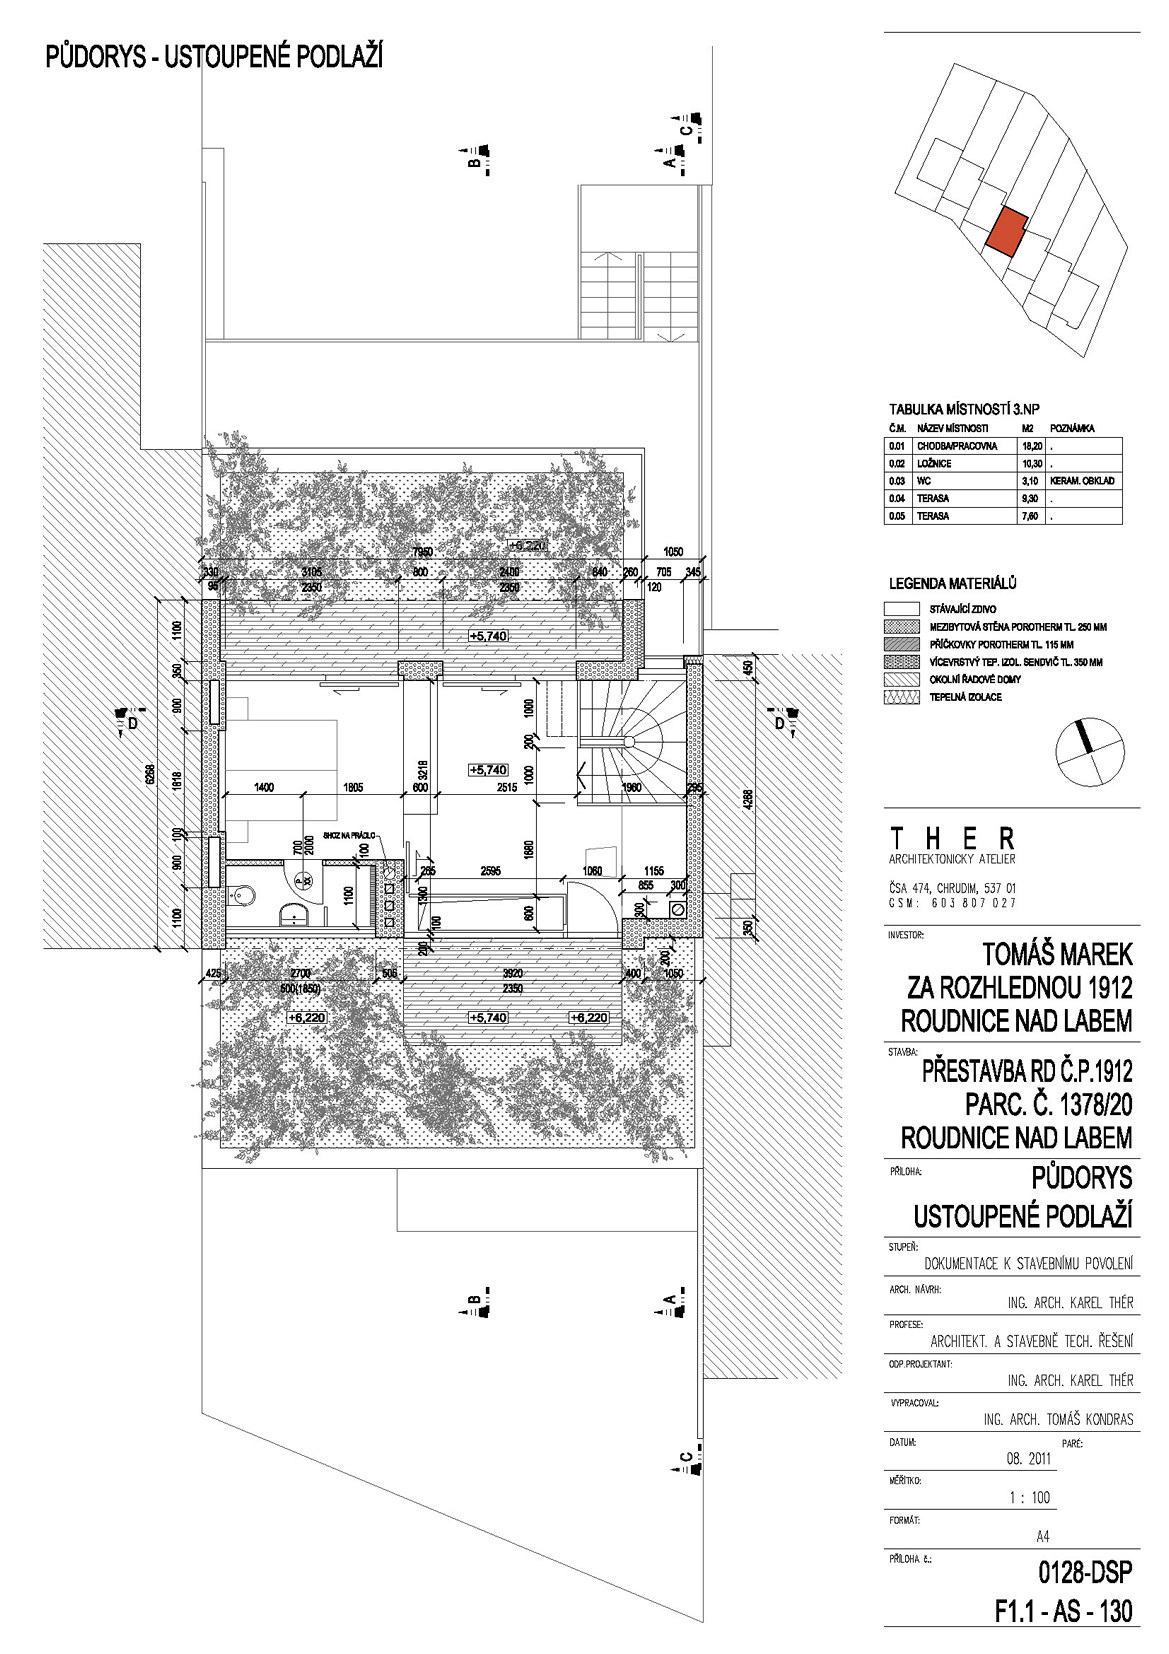 PŮDORYS - USTOUPENÉ PODLAŽÍ
B
A
C
TABULKA MÍSTNOSTÍ 3.NP
Č.M. NÁZEV MÍSTNOSTI M2 POZNÁMKA
0.01 CHODBA/PRACOVNA 18,20 .
0.02 LOŽNICE 10,30 .
0.03 WC 3,10 KERAM. OBKLAD
0.04 TERASA 9,30 .
0.05 TERASA 7,60 .
LEGENDA MATERIÁLŮ
STÁVAJÍCÍ ZDIVO
MEZIBYTOVÁ STĚNA POROTHERM TL. 250 MM
PŘÍČKOVKY POROTHERM TL. 115 MM
VÍCEVRSTVÝ TEP. IZOL. SENDVIČ TL. 350 MM
OKOLNÍ ŘADOVÉ DOMY
TEPELNÁ IZOLACE
+6,220
7950 1050
330 3105 800 2400 640 260 705 345
95 2350 2350 120
+5,740
1100
350
900
1818
100
900
1100
6268
450
4268
350
D
D
1000
200
1000
1680
600
3218
+5,740
1400 1805 600 2515 1960 295
SHOZ NA PRÁDLO
700
2000
100
1100
265 2595 1060 1155
855 300
300
1300
100
200
200
425 2700 505 3920 400 1050
500(1850) 2350
+6,220 +5,740 +6,220
B
A
C
THER
ARCHITEKTONICKÝ ATELIER
ČSA 474, CHRUDIM, 537 01
GSM: 603 807 027
INVESTOR:
TOMÁŠ MAREK
ZA ROZHLEDNOU 1912
ROUDNICE NAD LABEM
STAVBA:
PŘESTAVBA RD Č.P.1912
PARC. Č. 1378/20
ROUDNICE NAD LABEM
PŘÍLOHA:
PŮDORYS
USTOUPENÉ PODLAŽÍ
STUPEŇ:
DOKUMENTACE K STAVEBNÍMU POVOLENÍ
ARCH. NÁVRH:
ING. ARCH. KAREL THÉR
PROFESE:
ARCHITEKT. A STAVEBNĚ TECH. ŘEŠENÍ
ODP.PROJEKTANT:
ING. ARCH. KAREL THÉR
VYPRACOVAL:
ING. ARCH. TOMÁŠ KONDRAS
DATUM: PARÉ:
08. 2011
MĚŘÍTKO:
1 : 100
FORMÁT:
A4
PŘÍLOHA č.:
0128-DSP
F1.1 - AS - 130